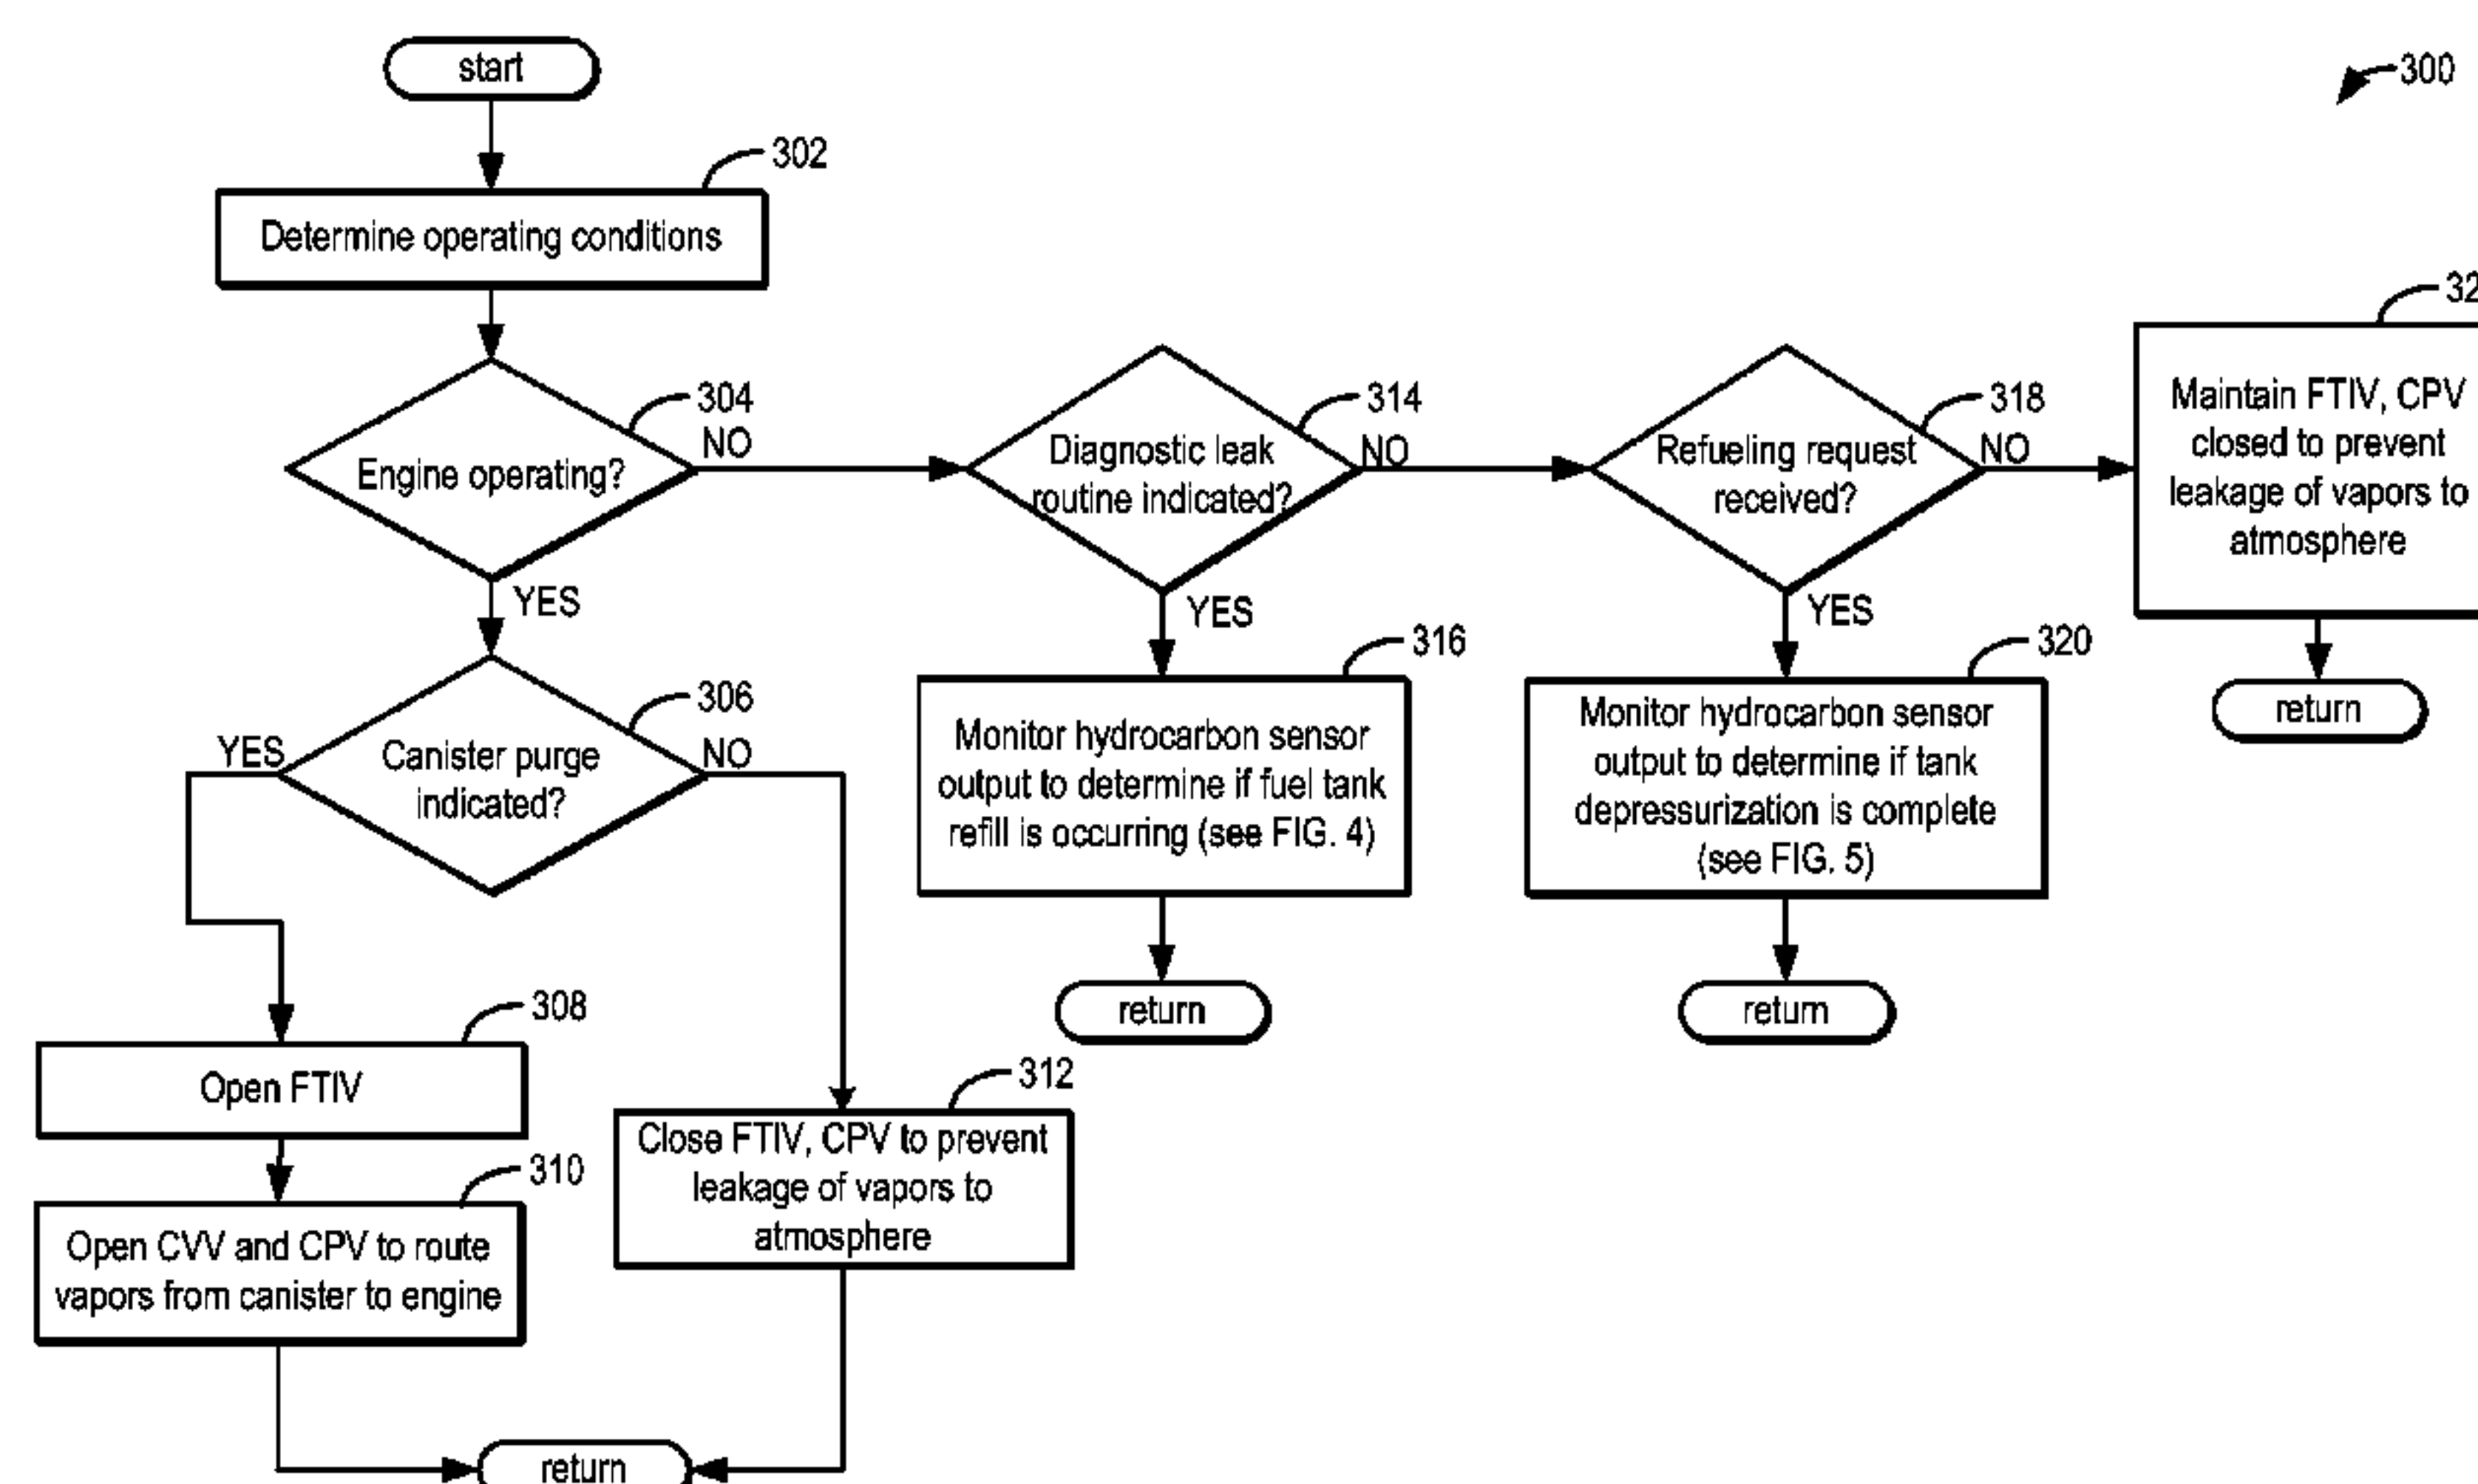 start
300
302
Determine operating conditions
304
Engine operating?
NO
YES
314
Diagnostic leak
routine indicated?
NO
YES
318
Refueling request
received?
NO
YES
Maintain FTIV, CPV
closed to prevent
leakage of vapors to
atmosphere
return
306
Canister purge
indicated?
YES
NO
316
Monitor hydrocarbon sensor
output to determine if fuel tank
refill is occurring (see FIG. 4)
return
320
Monitor hydrocarbon sensor
output to determine if tank
depressurization is complete
(see FIG. 5)
return
308
Open FTIV
310
Open CVV and CPV to route
vapors from canister to engine
312
Close FTIV, CPV to prevent
leakage of vapors to
atmosphere
return